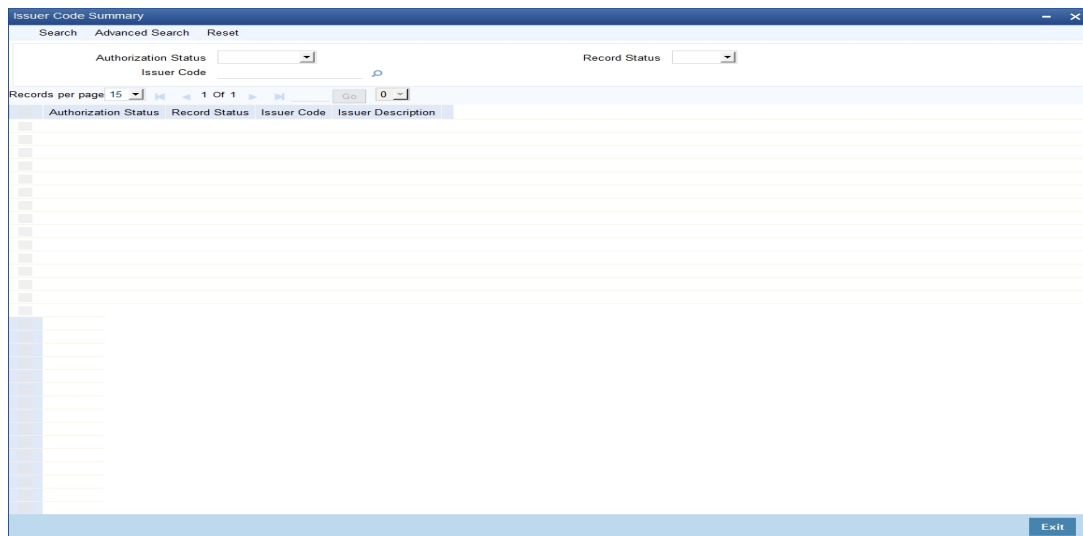 Issuer Code Summary
Search Advanced Search Reset
Authorization Status Record Status
Issuer Code
Records per page 15 1 Of 1 Go 0
Authorization Status Record Status Issuer Code Issuer Description
Exit